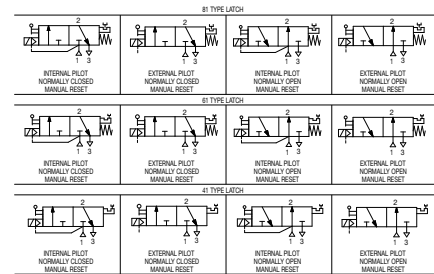 81 TYPE LATCH
2 2 2 2
1 3 1 3 1 3 1 3
INTERNAL PILOT EXTERNAL PILOT INTERNAL PILOT EXTERNAL PILOT
NORMALLY CLOSED NORMALLY CLOSED NORMALLY OPEN NORMALLY OPEN
MANUAL RESET MANUAL RESET MANUAL RESET MANUAL RESET
61 TYPE LATCH
2 2 2 2
1 3 1 3 1 3 1 3
INTERNAL PILOT EXTERNAL PILOT INTERNAL PILOT EXTERNAL PILOT
NORMALLY CLOSED NORMALLY CLOSED NORMALLY OPEN NORMALLY OPEN
MANUAL RESET MANUAL RESET MANUAL RESET MANUAL RESET
41 TYPE LATCH
2 2 2 2
1 3 1 3 1 3 1 3
INTERNAL PILOT EXTERNAL PILOT INTERNAL PILOT EXTERNAL PILOT
NORMALLY CLOSED NORMALLY CLOSED NORMALLY OPEN NORMALLY OPEN
MANUAL RESET MANUAL RESET MANUAL RESET MANUAL RESET